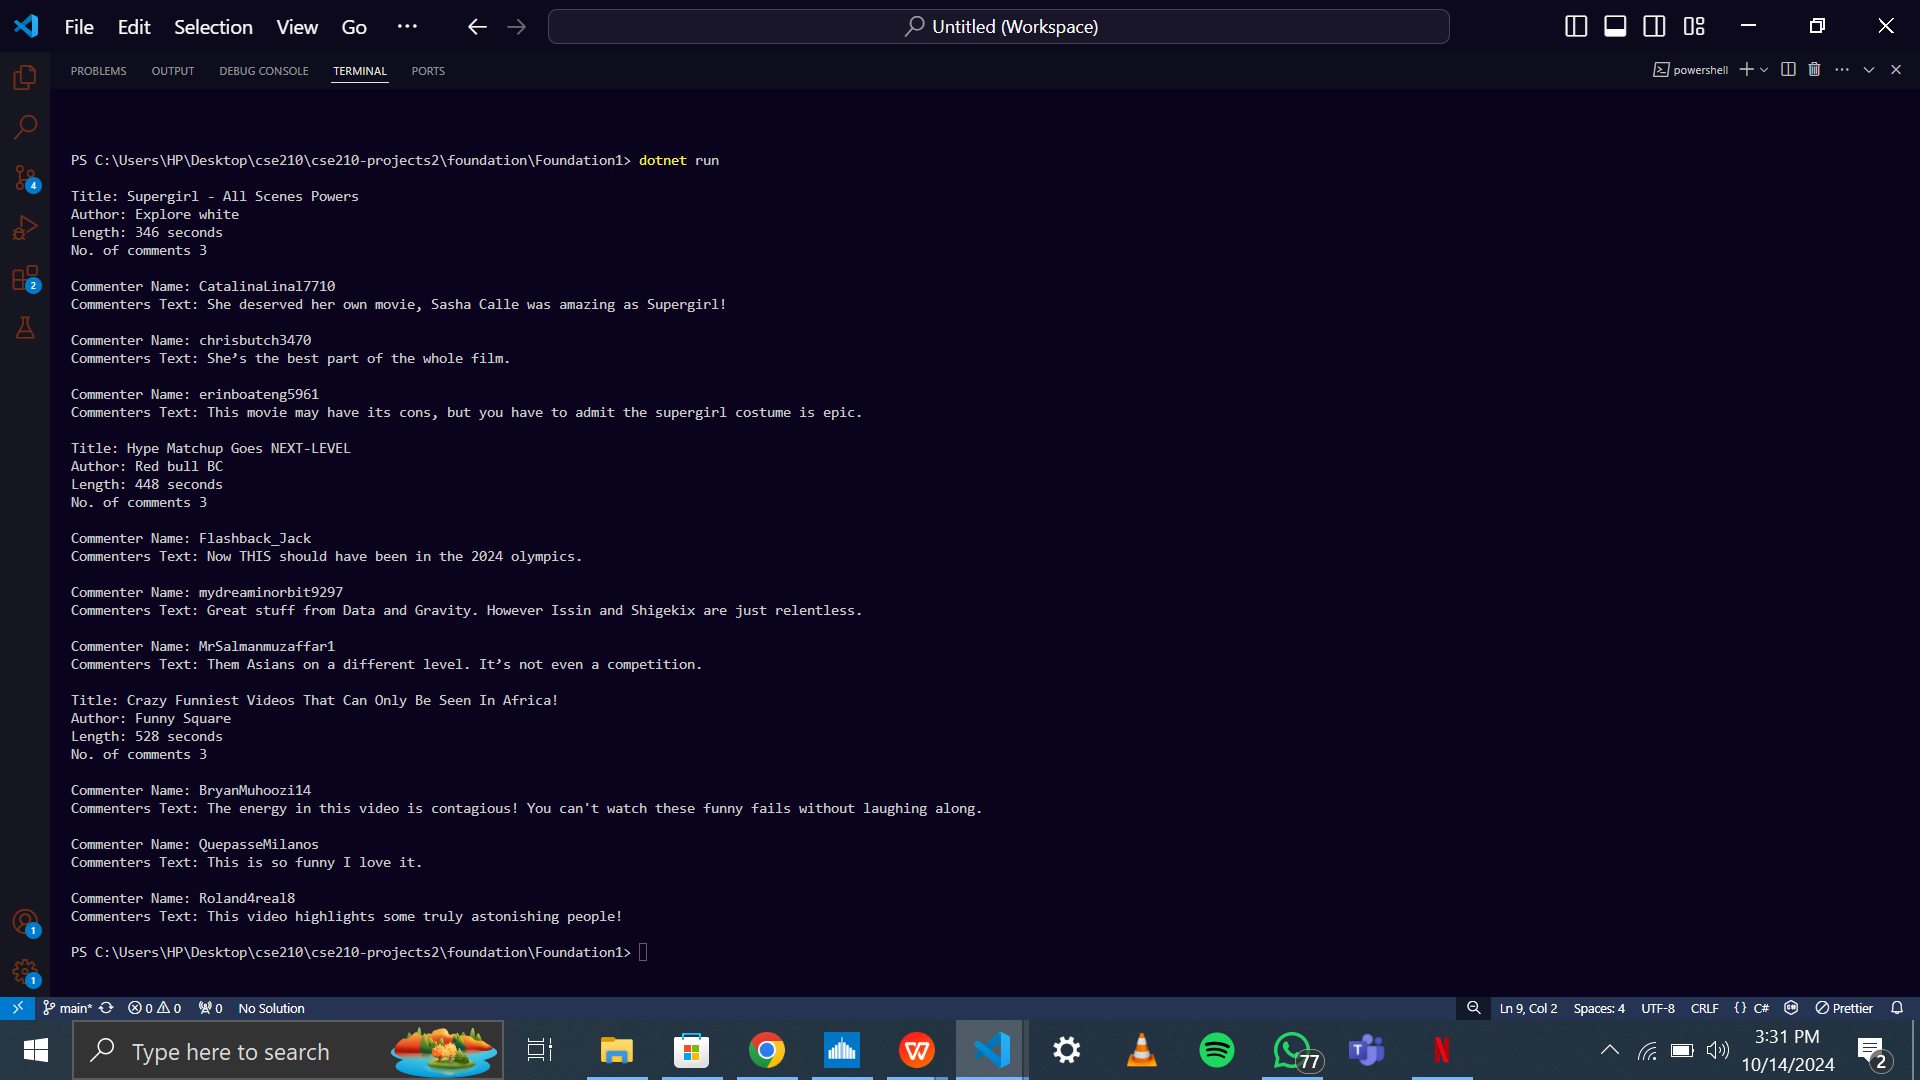 File Edit Selection View Go ··· Untitled (Workspace)
PROBLEMS OUTPUT DEBUG CONSOLE TERMINAL PORTS powershell
PS C:\Users\HP\Desktop\cse210\cse210-projects2\foundation\Foundation1> dotnet run
Title: Supergirl - All Scenes Powers
Author: Explore white
Length: 346 seconds
No. of comments 3
Commenter Name: CatalinaLinal7710
Commenters Text: She deserved her own movie, Sasha Calle was amazing as Supergirl!
Commenter Name: chrisbutch3470
Commenters Text: She’s the best part of the whole film.
Commenter Name: erinboateng5961
Commenters Text: This movie may have its cons, but you have to admit the supergirl costume is epic.
Title: Hype Matchup Goes NEXT-LEVEL
Author: Red bull BC
Length: 448 seconds
No. of comments 3
Commenter Name: Flashback_Jack
Commenters Text: Now THIS should have been in the 2024 olympics.
Commenter Name: mydreaminorbit9297
Commenters Text: Great stuff from Data and Gravity. However Issin and Shigekix are just relentless.
Commenter Name: MrSalmanmuzaffar1
Commenters Text: Them Asians on a different level. It’s not even a competition.
Title: Crazy Funniest Videos That Can Only Be Seen In Africa!
Author: Funny Square
Length: 528 seconds
No. of comments 3
Commenter Name: BryanMuhoozi14
Commenters Text: The energy in this video is contagious! You can't watch these funny fails without laughing along.
Commenter Name: QuepasseMilanos
Commenters Text: This is so funny I love it.
Commenter Name: Roland4real8
Commenters Text: This video highlights some truly astonishing people!
PS C:\Users\HP\Desktop\cse210\cse210-projects2\foundation\Foundation1>
4
2
1
1
main* 0 0 0 No Solution Ln 9, Col 2 Spaces: 4 UTF-8 CRLF {} C# Prettier
Type here to search 77 3:31 PM
10/14/2024 2